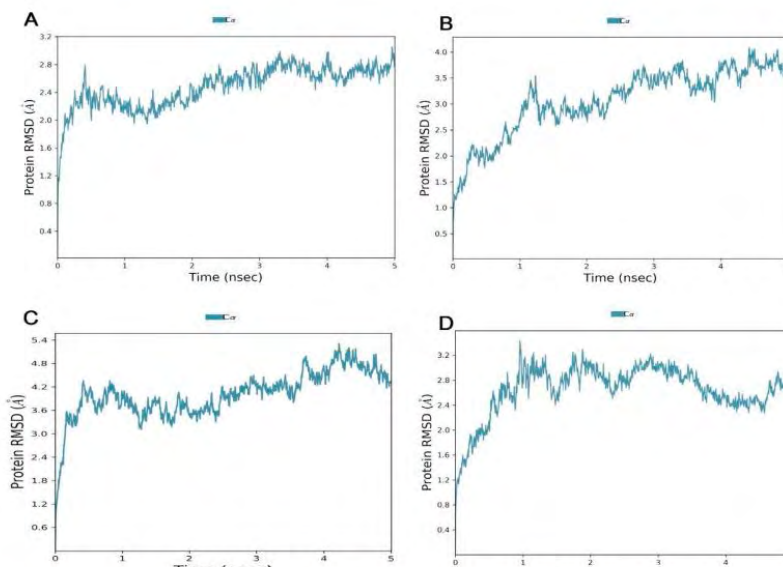 A
Cα
3.2
2.8
2.4
2.0
1.6
1.2
0.8
0.4
Protein RMSD (Å)
0 1 2 3 4 5
Time (nsec)
B
Cα
4.0
3.5
3.0
2.5
2.0
1.5
1.0
0.5
Protein RMSD (Å)
0 1 2 3 4
Time (nsec)
C
Cα
5.4
4.8
4.2
3.6
3.0
2.4
1.8
1.2
0.6
Protein RMSD (Å)
0 1 2 3 4 5
Time (nsec)
D
Cα
3.2
2.8
2.4
2.0
1.6
1.2
0.8
0.4
Protein RMSD (Å)
0 1 2 3 4